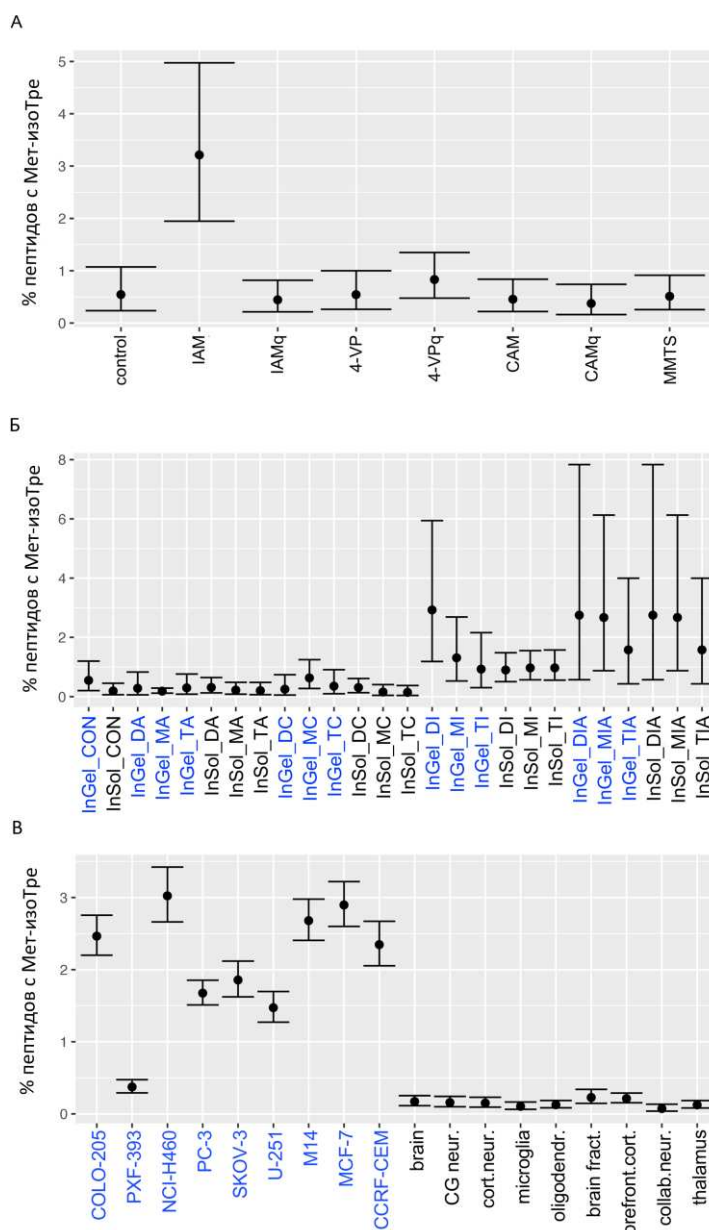 А
% пептидов с Мет-изоТре
5
4
3
2
1
0
control
IAM
IAMq
4-VP
4-VPq
CAM
CAMq
MMTS
Б
% пептидов с Мет-изоТре
8
6
4
2
0
InGel_CON
InSol_CON
InGel_DA
InGel_MA
InGel_TA
InSol_DA
InSol_MA
InSol_TA
InGel_DC
InGel_MC
InGel_TC
InSol_DC
InSol_MC
InSol_TC
InGel_DI
InGel_MI
InGel_TI
InSol_DI
InSol_MI
InSol_TI
InGel_DIA
InGel_MIA
InGel_TIA
InSol_DIA
InSol_MIA
InSol_TIA
В
% пептидов с Мет-изоТре
3
2
1
0
COLO-205
PXF-393
NCI-H460
PC-3
SKOV-3
U-251
M14
MCF-7
CCRF-CEM
brain
CG neur.
cort.neur.
microglia
oligodendr.
brain fract.
orefront.cort.
collab.neur.
thalamus